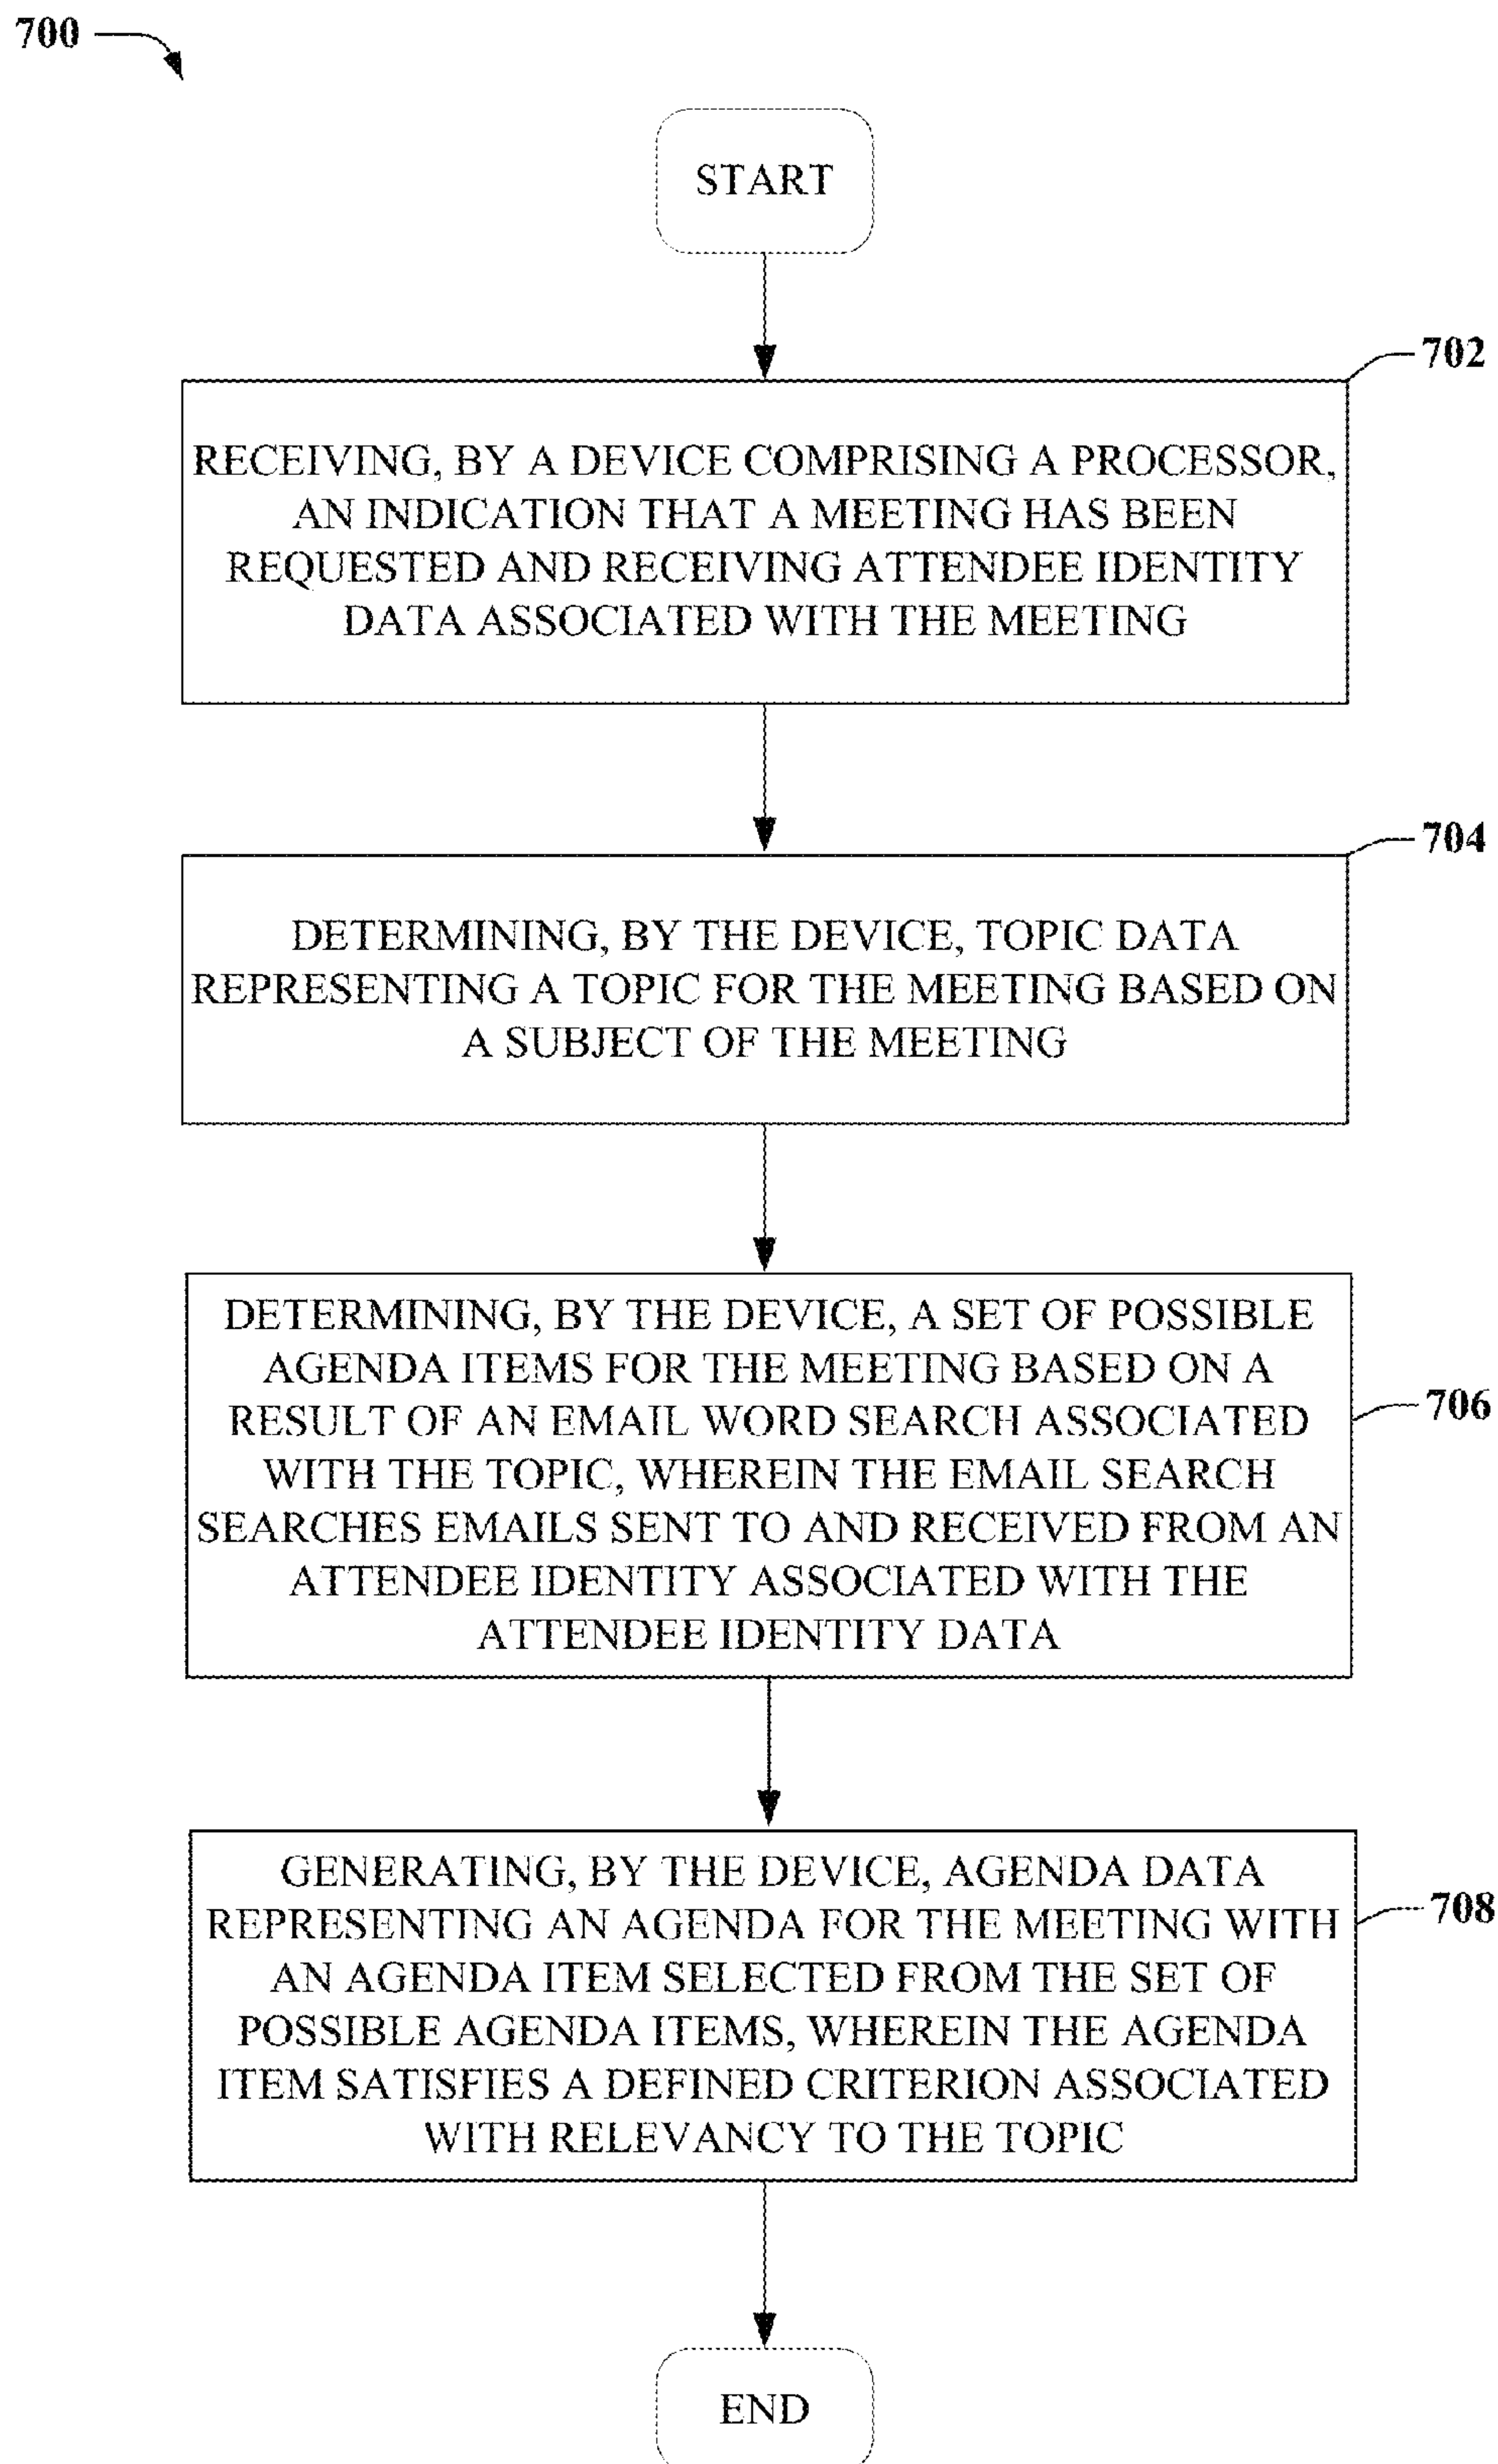 700
START
702
RECEIVING, BY A DEVICE COMPRISING A PROCESSOR,
AN INDICATION THAT A MEETING HAS BEEN
REQUESTED AND RECEIVING ATTENDEE IDENTITY
DATA ASSOCIATED WITH THE MEETING
704
DETERMINING, BY THE DEVICE, TOPIC DATA
REPRESENTING A TOPIC FOR THE MEETING BASED ON
A SUBJECT OF THE MEETING
DETERMINING, BY THE DEVICE, A SET OF POSSIBLE
AGENDA ITEMS FOR THE MEETING BASED ON A
RESULT OF AN EMAIL WORD SEARCH ASSOCIATED
706
WITH THE TOPIC, WHEREIN THE EMAIL SEARCH
SEARCHES EMAILS SENT TO AND RECEIVED FROM AN
ATTENDEE IDENTITY ASSOCIATED WITH THE
ATTENDEE IDENTITY DATA
GENERATING, BY THE DEVICE, AGENDA DATA
REPRESENTING AN AGENDA FOR THE MEETING WITH
708
AN AGENDA ITEM SELECTED FROM THE SET OF
POSSIBLE AGENDA ITEMS, WHEREIN THE AGENDA
ITEM SATISFIES A DEFINED CRITERION ASSOCIATED
WITH RELEVANCY TO THE TOPIC
END